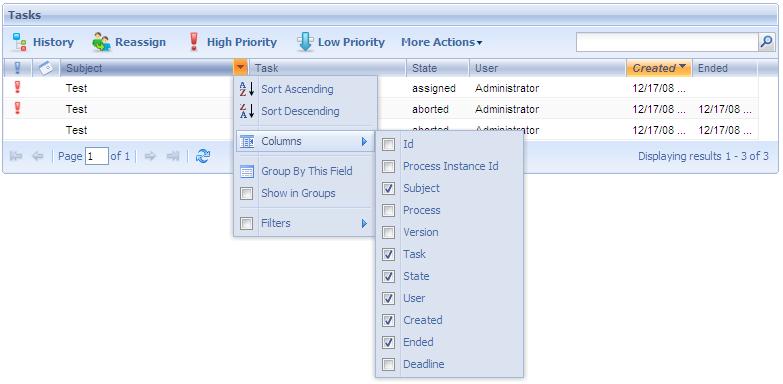 Tasks
History Reassign High Priority Low Priority More Actions
Subject Task State User Created Ended
Test assigned Administrator 12/17/08 ...
Test aborted Administrator 12/17/08 ... 12/17/08 ...
Test aborted Administrator 12/17/08 ... 12/17/08 ...
Sort Ascending
Sort Descending
Columns
Group By This Field
Show in Groups
Filters
Id
Process Instance Id
Subject
Process
Version
Task
State
User
Created
Ended
Deadline
Page 1 of 1
Displaying results 1 - 3 of 3